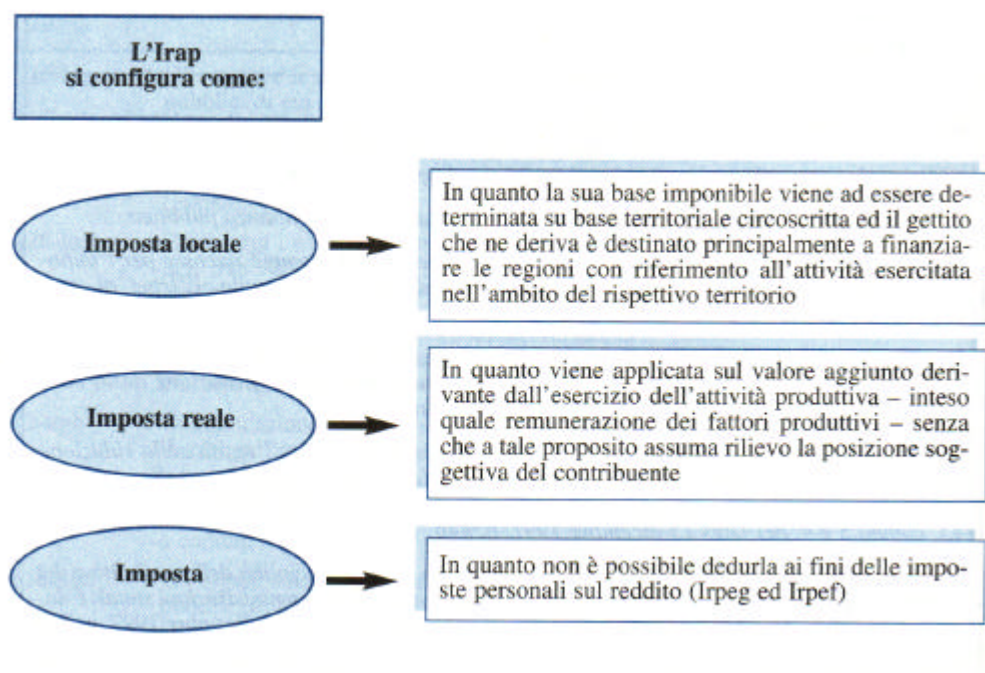 L'Irap
si configura come:
Imposta locale
In quanto la sua base imponibile viene ad essere de-
terminata su base territoriale circoscritta ed il gettito
che ne deriva è destinato principalmente a finanzia-
re le regioni con riferimento all'attività esercitata
nell'ambito del rispettivo territorio
Imposta reale
In quanto viene applicata sul valore aggiunto deri-
vante dall'esercizio dell'attività produttiva – inteso
quale remunerazione dei fattori produttivi – senza
che a tale proposito assuma rilievo la posizione sog-
gettiva del contribuente
Imposta
In quanto non è possibile dedurla ai fini delle impo-
ste personali sul reddito (Irpeg ed Irpef)